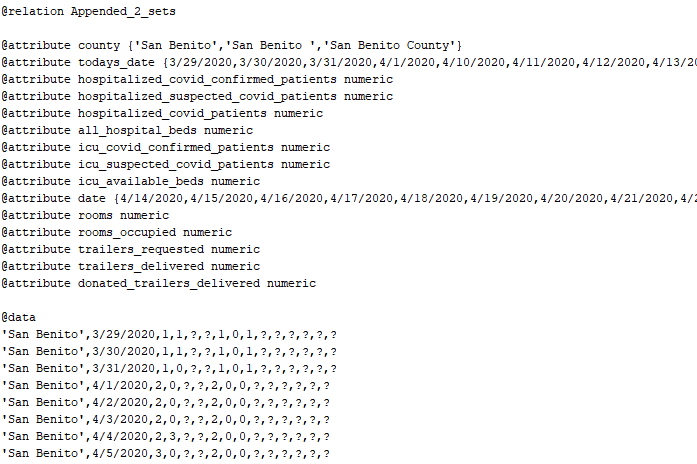 @relation Appended_2_sets
@attribute county {'San Benito','San Benito ','San Benito County'}
@attribute todays_date {3/29/2020,3/30/2020,3/31/2020,4/1/2020,4/10/2020,4/11/2020,4/12/2020,4/13/20
@attribute hospitalized_covid_confirmed_patients numeric
@attribute hospitalized_suspected_covid_patients numeric
@attribute hospitalized_covid_patients numeric
@attribute all_hospital_beds numeric
@attribute icu_covid_confirmed_patients numeric
@attribute icu_suspected_covid_patients numeric
@attribute icu_available_beds numeric
@attribute date {4/14/2020,4/15/2020,4/16/2020,4/17/2020,4/18/2020,4/19/2020,4/20/2020,4/21/2020,4/2
@attribute rooms numeric
@attribute rooms_occupied numeric
@attribute trailers_requested numeric
@attribute trailers_delivered numeric
@attribute donated_trailers_delivered numeric
@data
'San Benito',3/29/2020,1,1,?,?,1,0,1,?,?,?,?,?,?
'San Benito',3/30/2020,1,1,?,?,1,0,1,?,?,?,?,?,?
'San Benito',3/31/2020,1,0,?,?,1,0,1,?,?,?,?,?,?
'San Benito',4/1/2020,2,0,?,?,2,0,0,?,?,?,?,?,?
'San Benito',4/2/2020,2,0,?,?,2,0,0,?,?,?,?,?,?
'San Benito',4/3/2020,2,0,?,?,2,0,0,?,?,?,?,?,?
'San Benito',4/4/2020,2,3,?,?,2,0,0,?,?,?,?,?,?
'San Benito',4/5/2020,3,0,?,?,2,0,0,?,?,?,?,?,?